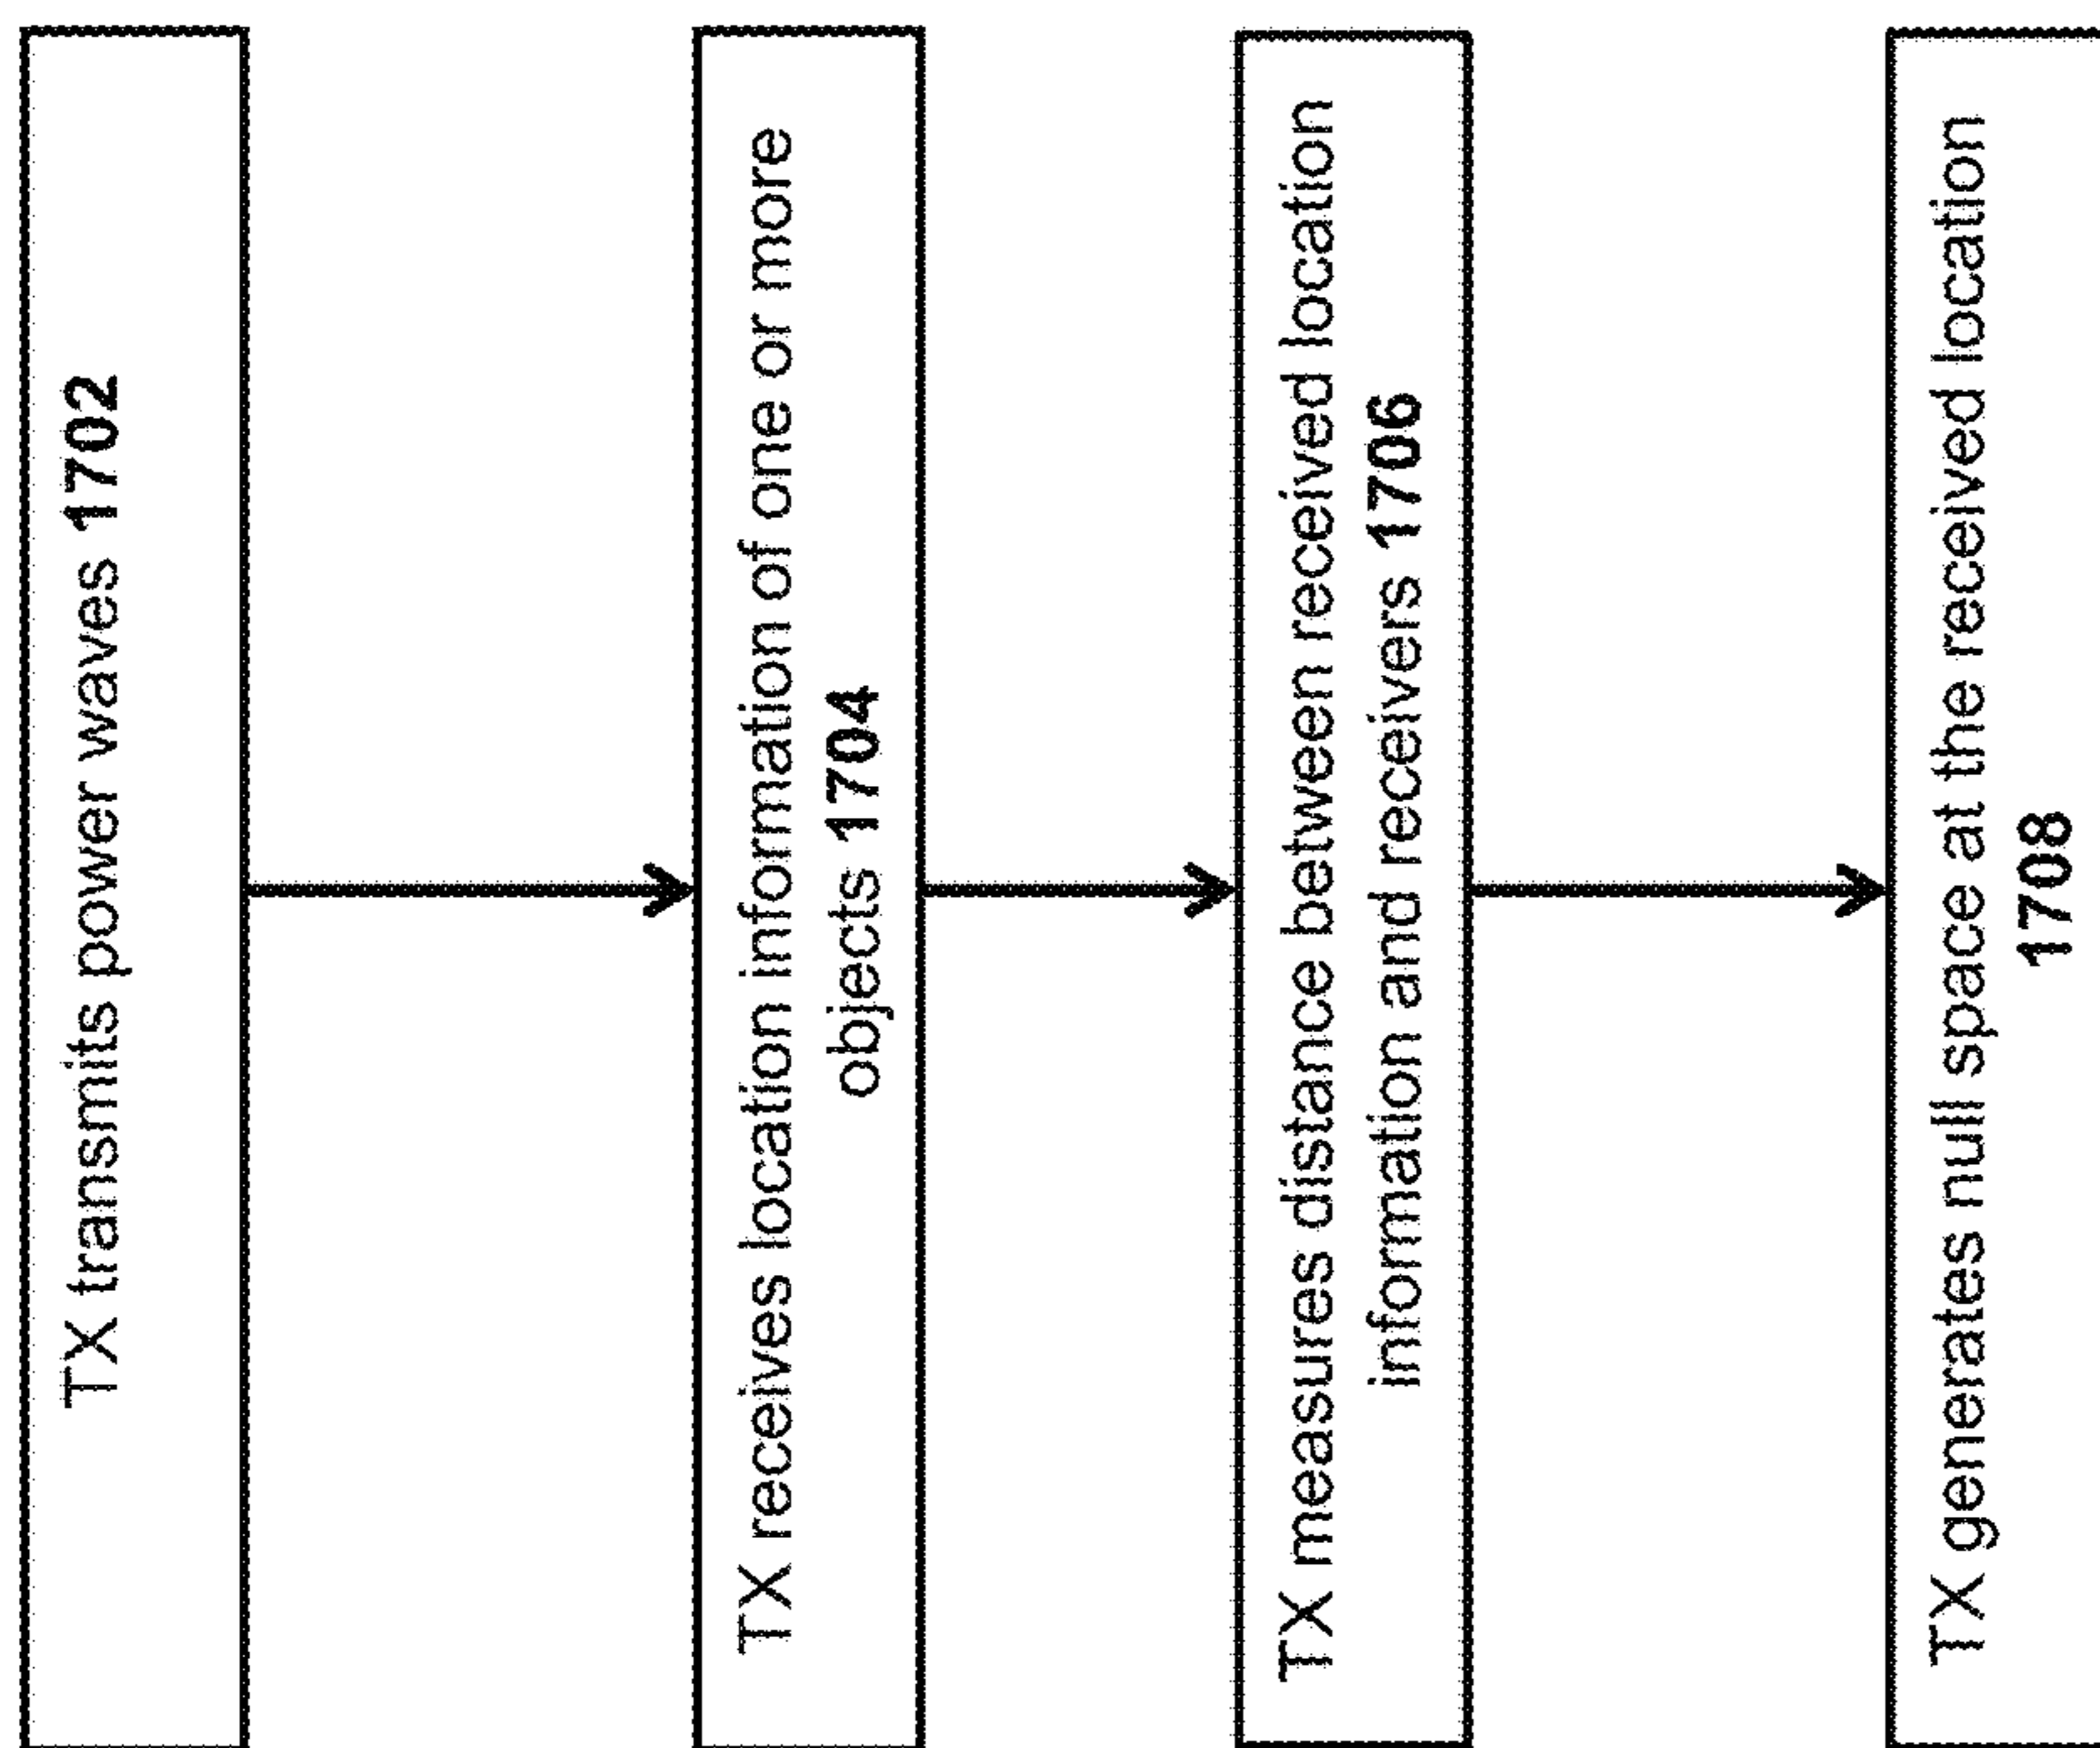 TX transmits power waves 1702
TX receives location information of one or more
objects 1704
TX measures distance between received location
information and receivers 1706
TX generates null space at the received location
1708